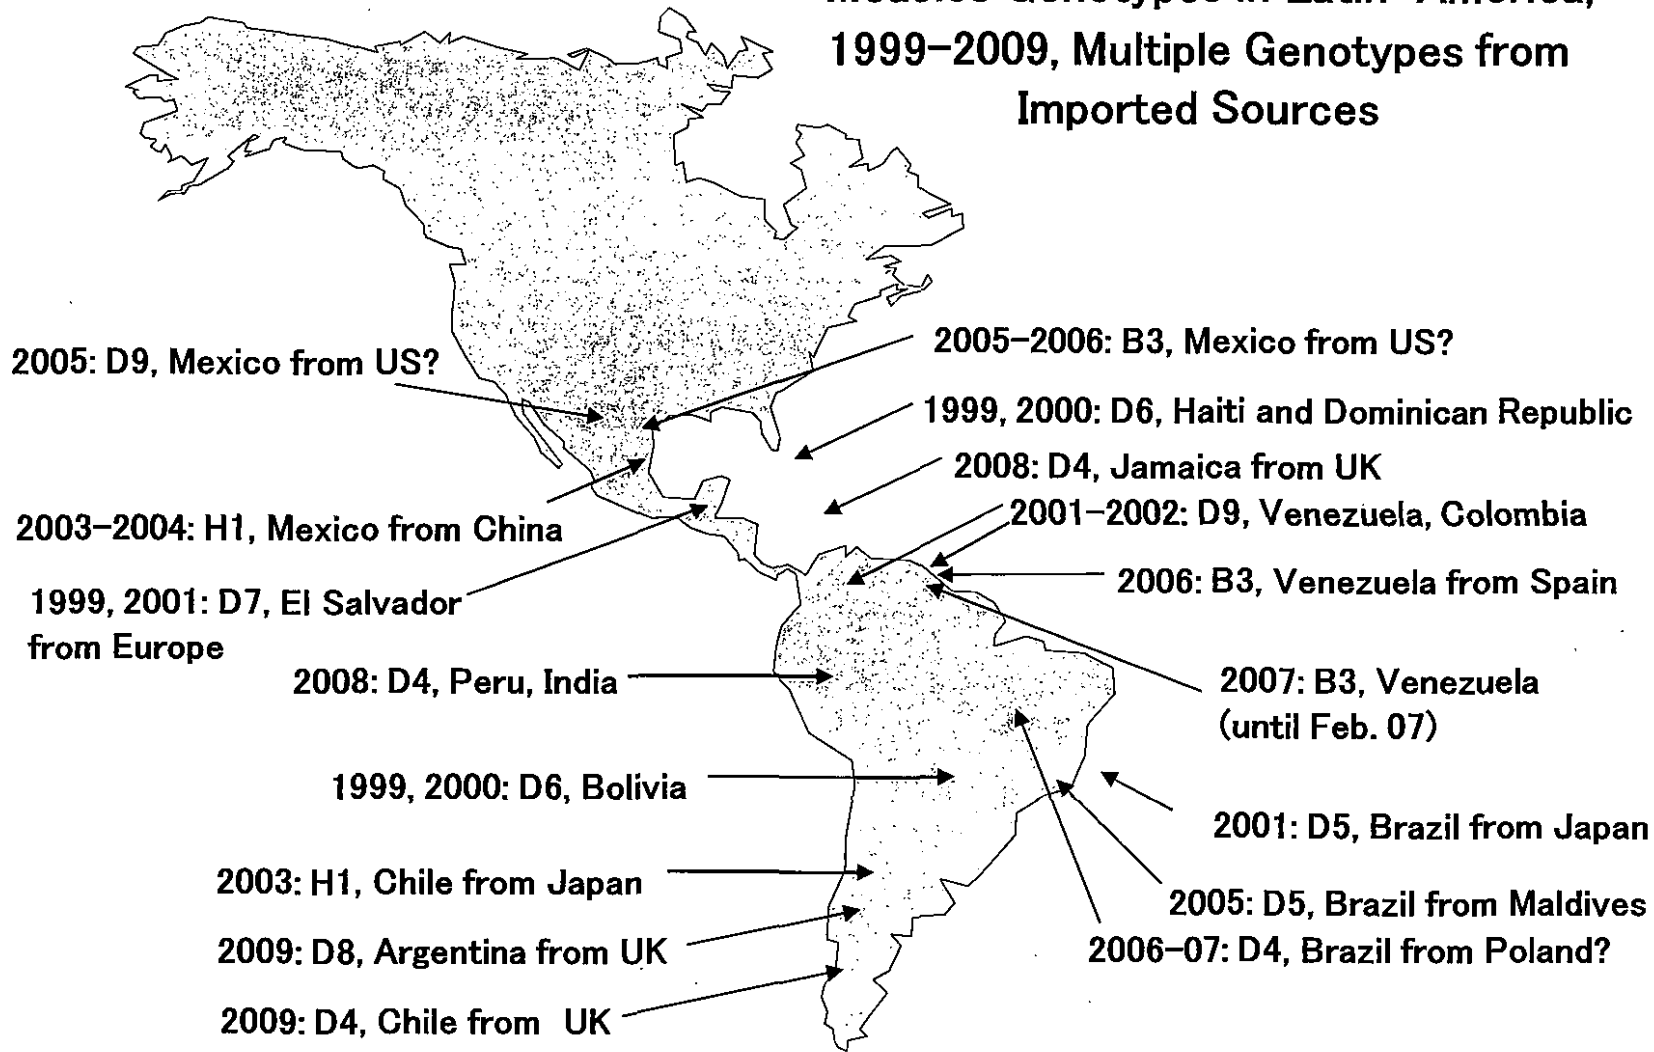 Measles Genotypes in Latin America,
1999-2009, Multiple Genotypes from
Imported Sources
2005: D9, Mexico from US?
2005-2006: B3, Mexico from US?
1999, 2000: D6, Haiti and Dominican Republic
2008: D4, Jamaica from UK
2001-2002: D9, Venezuela, Colombia
2003-2004: H1, Mexico from China
2006: B3, Venezuela from Spain
1999, 2001: D7, El Salvador
from Europe
2008: D4, Peru, India
2007: B3, Venezuela
(until Feb. 07)
1999, 2000: D6, Bolivia
2001: D5, Brazil from Japan
2003: H1, Chile from Japan
2005: D5, Brazil from Maldives
2009: D8, Argentina from UK
2006-07: D4, Brazil from Poland?
2009: D4, Chile from UK